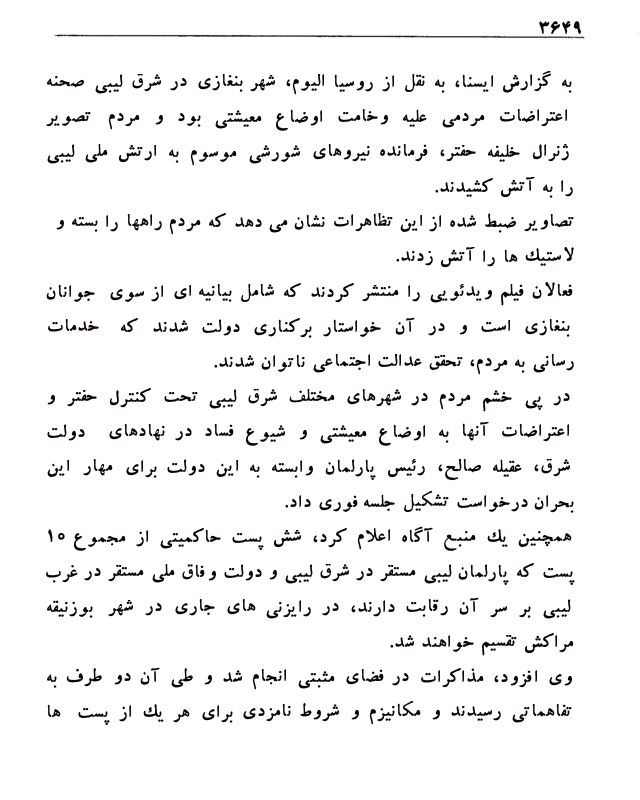 ۳۶۴۹
به گزارش ایسنا، به نقل از روسیا الیوم، شهر بنغازی در شرق لیبی صحنه
اعتراضات مردمی علیه وخامت اوضاع معیشتی بود و مردم تصویر
ژنرال خلیفه حفتر، فرمانده نیروهای شورشی موسوم به ارتش ملی لیبی
را به آتش کشیدند.
تصاویر ضبط شده از این تظاهرات نشان می دهد که مردم راهها را بسته و
لاستیك ها را آتش زدند.
فعالان فیلم ویدئویی را منتشر کردند که شامل بیانیه ای از سوی جوانان
بنغازی است و در آن خواستار برکناری دولت شدند که خدمات
رسانی به مردم، تحقق عدالت اجتماعی ناتوان شدند.
در پی خشم مردم در شهرهای مختلف شرق لیبی تحت کنترل حفتر و
اعتراضات آنها به اوضاع معیشتی و شیوع فساد در نهادهای دولت
شرق، عقیله صالح، رئیس پارلمان وابسته به این دولت برای مهار این
بحران درخواست تشکیل جلسه فوری داد.
همچنین یك منبع آگاه اعلام کرد، شش پست حاکمیتی از مجموع ۱۰
پست که پارلمان لیبی مستقر در شرق لیبی و دولت وفاق ملی مستقر در غرب
لیبی بر سر آن رقابت دارند، در رایزنی های جاری در شهر بوزنیقه
مراکش تقسیم خواهند شد.
وی افزود، مذاکرات در فضای مثبتی انجام شد و طی آن دو طرف به
تفاهماتی رسیدند و مکانیزم و شروط نامزدی برای هر یك از پست ها